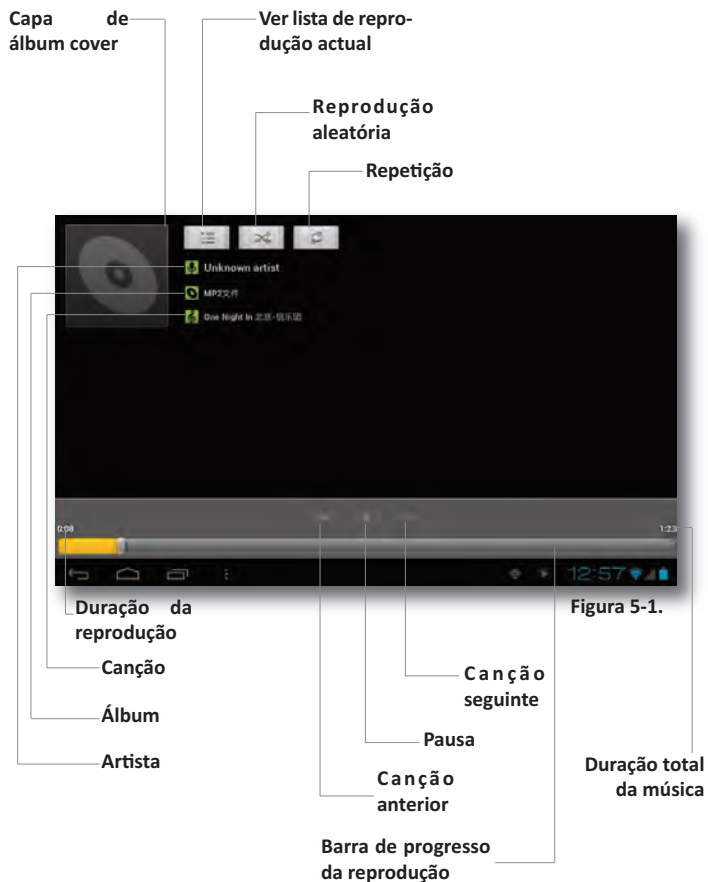 Capa de
álbum cover
Ver lista de repro-
dução actual
Reprodução
aleatória
Repetição
Unknown artist
MP2文件
One Night In 北京-信乐团
0:08
1:23
12:57
Figura 5-1.
Duração da
reprodução
Canção
Álbum
Artista
Canção
seguinte
Pausa
Canção
anterior
Duração total
da música
Barra de progresso
da reprodução